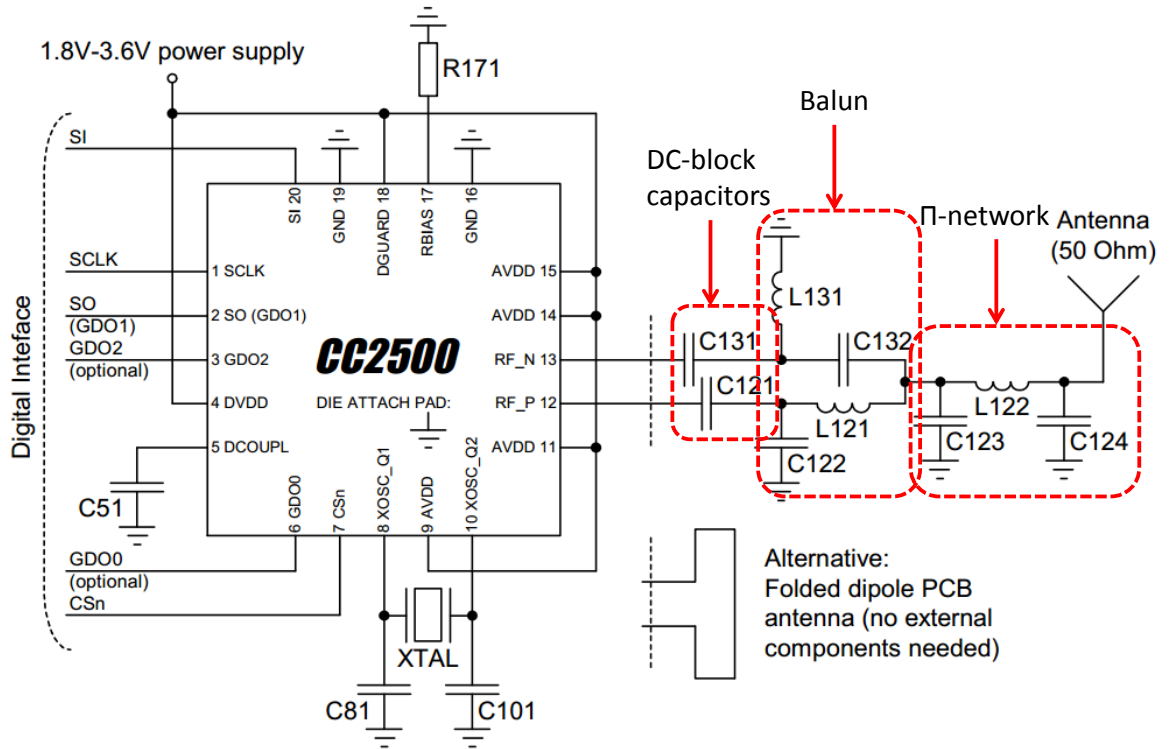 1.8V-3.6V power supply
R171
Balun
DC-block
capacitors
Π-network
Antenna
(50 Ohm)
Digital Inteface
SI
SCLK
SO
(GDO1)
GDO2
(optional)
GDO0
(optional)
CSn
SI 20
GND 19
DGUARD 18
RBIAS 17
GND 16
1 SCLK
2 SO (GDO1)
3 GDO2
4 DVDD
5 DCOUPL
CC2500
DIE ATTACH PAD:
AVDD 15
AVDD 14
RF_N 13
RF_P 12
AVDD 11
6 GDO0
7 CSn
8 XOSC_Q1
9 AVDD
10 XOSC_Q2
C51
XTAL
C81
C101
L131
C131
C132
C121
L121
C122
L122
C123
C124
Alternative:
Folded dipole PCB
antenna (no external
components needed)